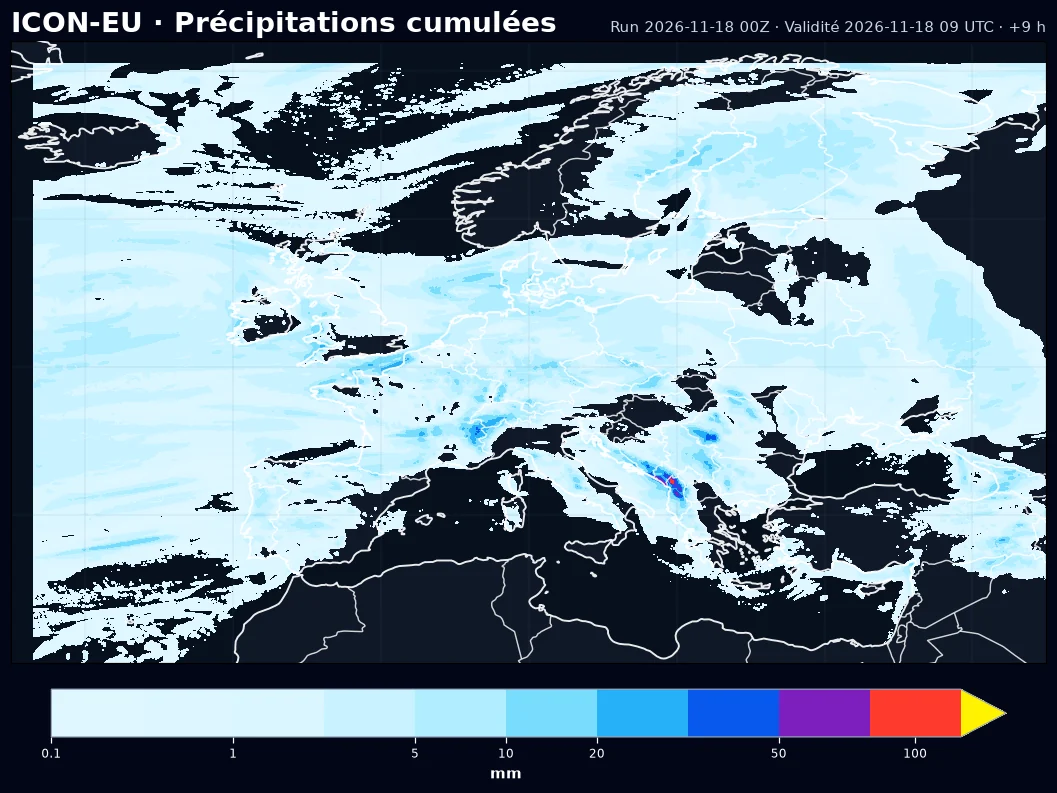 ICON-EU · Précipitations cumulées
Run 2026-11-18 00Z · Validité 2026-11-18 09 UTC · +9 h
0.1 1 5 10 20 50 100
mm